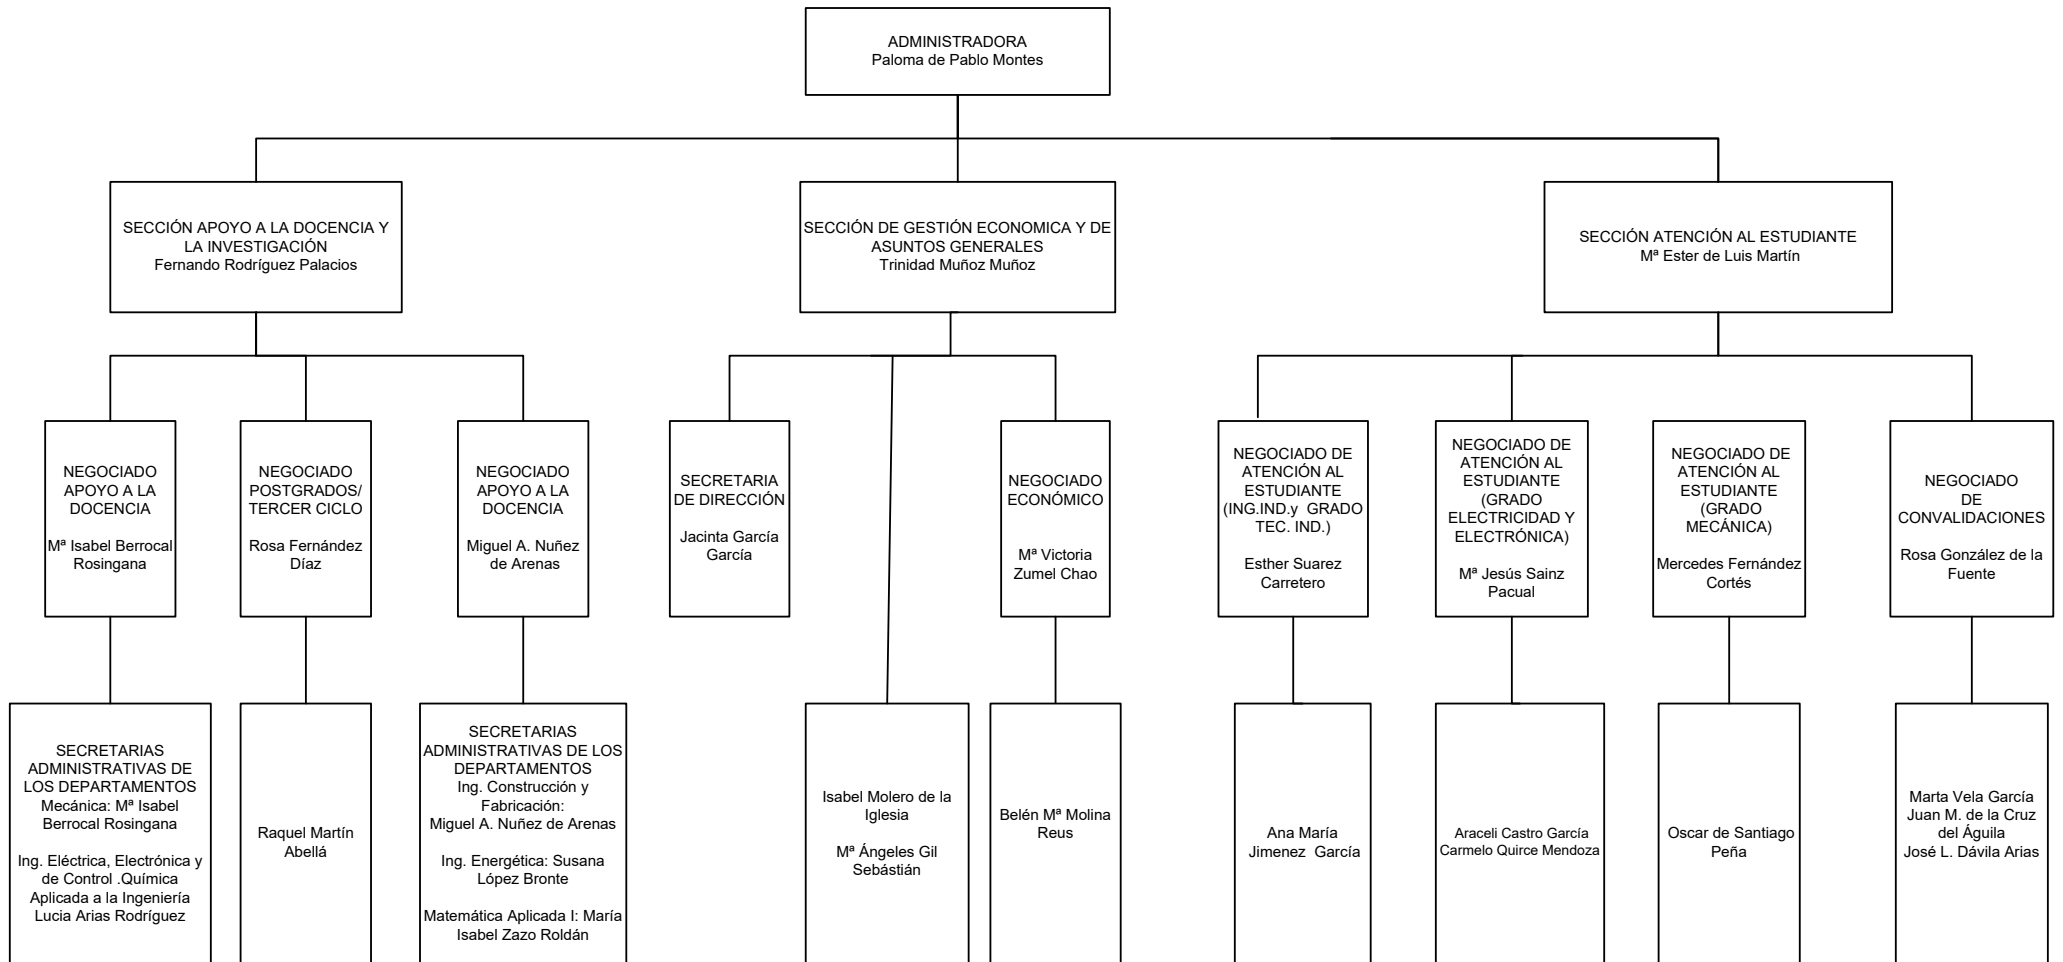 ADMINISTRADORA
Paloma de Pablo Montes
SECCIÓN APOYO A LA DOCENCIA Y
LA INVESTIGACIÓN
Fernando Rodríguez Palacios
SECCIÓN DE GESTIÓN ECONOMICA Y DE
ASUNTOS GENERALES
Trinidad Muñoz Muñoz
SECCIÓN ATENCIÓN AL ESTUDIANTE
Mª Ester de Luis Martín
NEGOCIADO
APOYO A LA
DOCENCIA
Mª Isabel Berrocal
Rosingana
NEGOCIADO
POSTGRADOS/
TERCER CICLO
Rosa Fernández
Díaz
NEGOCIADO
APOYO A LA
DOCENCIA
Miguel A. Nuñez
de Arenas
SECRETARIA
DE DIRECCIÓN
Jacinta García
García
NEGOCIADO
ECONÓMICO
Mª Victoria
Zumel Chao
NEGOCIADO DE
ATENCIÓN AL
ESTUDIANTE
(ING.IND.y  GRADO
TEC. IND.)
Esther Suarez
Carretero
NEGOCIADO DE
ATENCIÓN AL
ESTUDIANTE
(GRADO
ELECTRICIDAD Y
ELECTRÓNICA)
Mª Jesús Sainz
Pacual
NEGOCIADO DE
ATENCIÓN AL
ESTUDIANTE
(GRADO
MECÁNICA)
Mercedes Fernández
Cortés
NEGOCIADO
DE
CONVALIDACIONES
Rosa González de la
Fuente
SECRETARIAS
ADMINISTRATIVAS DE
LOS DEPARTAMENTOS
Mecánica: Mª Isabel
Berrocal Rosingana
Ing. Eléctrica, Electrónica y
de Control .Química
Aplicada a la Ingeniería
Lucia Arias Rodríguez
Raquel Martín
Abellá
SECRETARIAS
ADMINISTRATIVAS DE LOS
DEPARTAMENTOS
Ing. Construcción y
Fabricación:
Miguel A. Nuñez de Arenas
Ing. Energética: Susana
López Bronte
Matemática Aplicada I: María
Isabel Zazo Roldán
Isabel Molero de la
Iglesia
Mª Ángeles Gil
Sebástián
Belén Mª Molina
Reus
Ana María
Jimenez  García
Araceli Castro García
Carmelo Quirce Mendoza
Oscar de Santiago
Peña
Marta Vela García
Juan M. de la Cruz
del Águila
José L. Dávila Arias